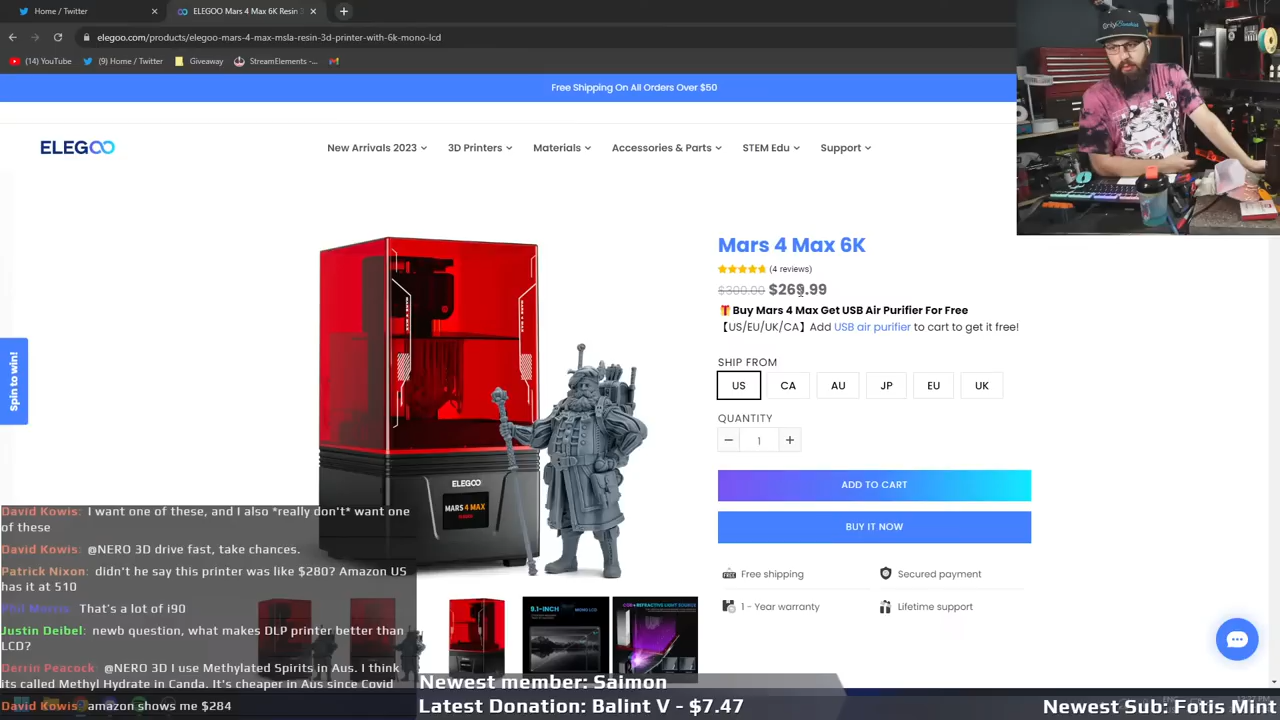 Home / Twitter
ELEGOO Mars 4 Max 6K Resin 3
elegoo.com/products/elegoo-mars-4-max-msla-resin-3d-printer-with-6k-mo
(14) YouTube
(9) Home / Twitter
Giveaway
StreamElements -...
Free Shipping On All Orders Over $50
ELEGOO
New Arrivals 2023
3D Printers
Materials
Accessories & Parts
STEM Edu
Support
Mars 4 Max 6K
(4 reviews)
$300.00 $269.99
Buy Mars 4 Max Get USB Air Purifier For Free
【US/EU/UK/CA】Add USB air purifier to cart to get it free!
SHIP FROM
US
CA
AU
JP
EU
UK
Spin to win!
QUANTITY
1
ADD TO CART
BUY IT NOW
ELEGOO
MARS 4 MAX
Free shipping
Secured payment
1 - Year warranty
Lifetime support
9.1-INCH
MONO LCD
COB+REFRACTIVE LIGHT SOURCE
David Kowis: I want one of these, and I also *really don't* want one
of these
David Kowis: @NERO 3D drive fast, take chances.
Patrick Nixon: didn't he say this printer was like $280? Amazon US
has it at 510
Phil Morris: That's a lot of i90
Justin Deibel: newb question, what makes DLP printer better than
LCD?
Derrin Peacock: @NERO 3D I use Methylated Spirits in Aus. I think
its called Methyl Hydrate in Canda. It's cheaper in Aus since Covid
David Kowis: amazon shows me $284
Newest member: Saimon
Latest Donation: Balint V - $7.47
Newest Sub: Fotis Mint